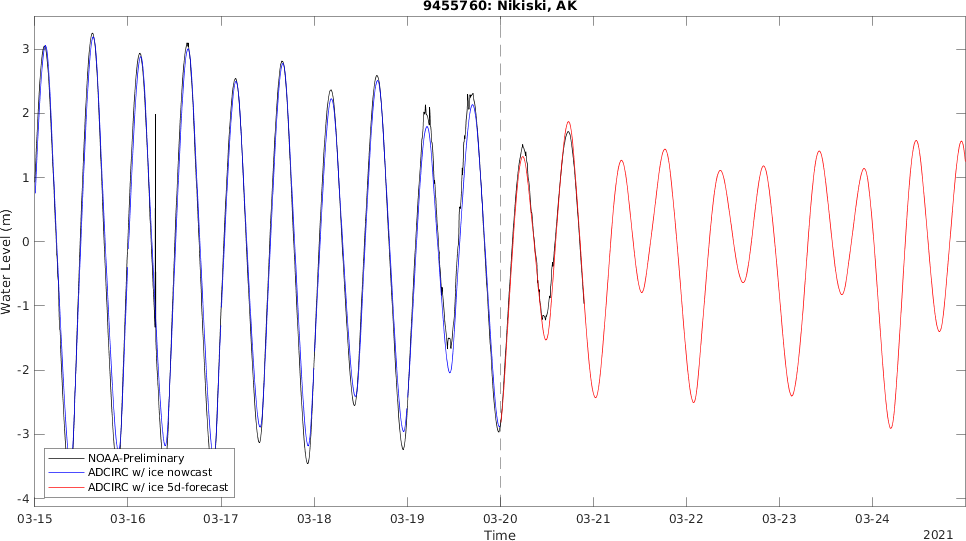 9455760: Nikiski, AK
Water Level (m)
3
2
1
0
-1
-2
-3
-4
NOAA-Preliminary
ADCIRC w/ ice nowcast
ADCIRC w/ ice 5d-forecast
03-15 03-16 03-17 03-18 03-19 03-20 03-21 03-22 03-23 03-24
Time
2021